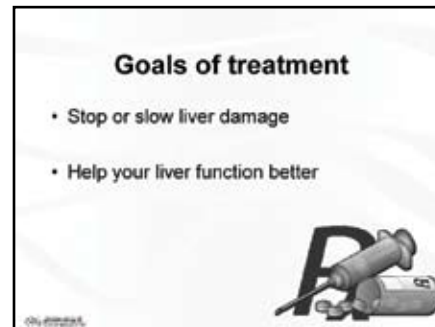 Goals of treatment
• Stop or slow liver damage
• Help your liver function better
R